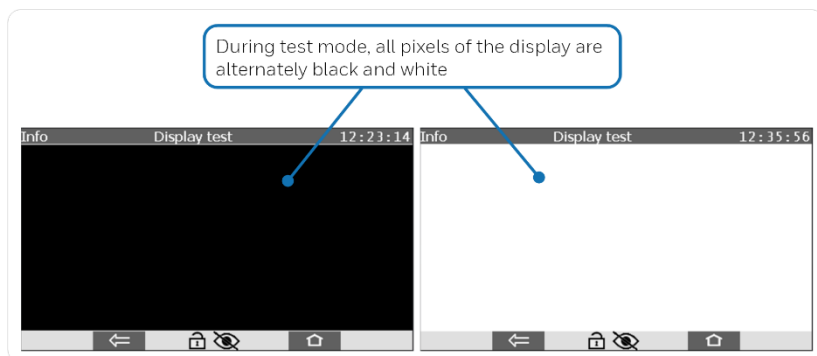 During test mode, all pixels of the display are
alternately black and white
Info Display test 12:23:14
Info Display test 12:35:56